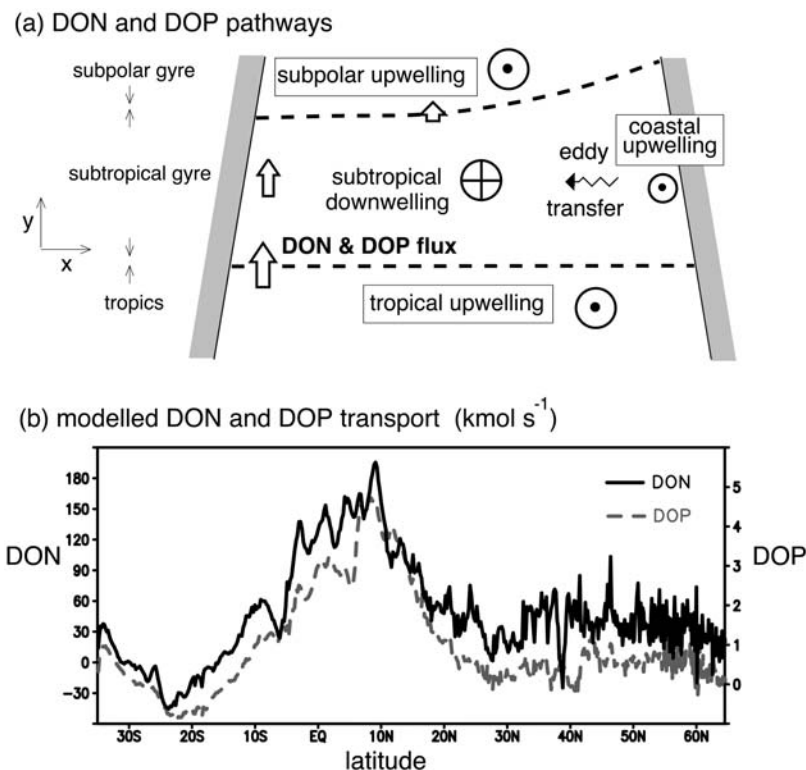 (a) DON and DOP pathways
subpolar gyre
subpolar upwelling
coastal
upwelling
subtropical gyre
subtropical
downwelling
eddy
transfer
y
x
DON & DOP flux
tropics
tropical upwelling
(b) modelled DON and DOP transport (kmol s⁻¹)
DON
DOP
DON
DOP
180
150
120
90
60
30
0
−30
5
4
3
2
1
0
30S 20S 10S EQ 10N 20N 30N 40N 50N 60N
latitude